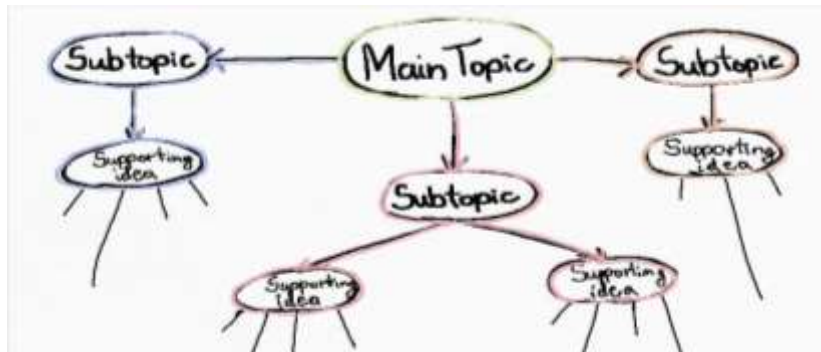 Subtopic
Main Topic
Subtopic
Supporting
idea
Supporting
idea
Subtopic
Supporting
idea
Supporting
idea